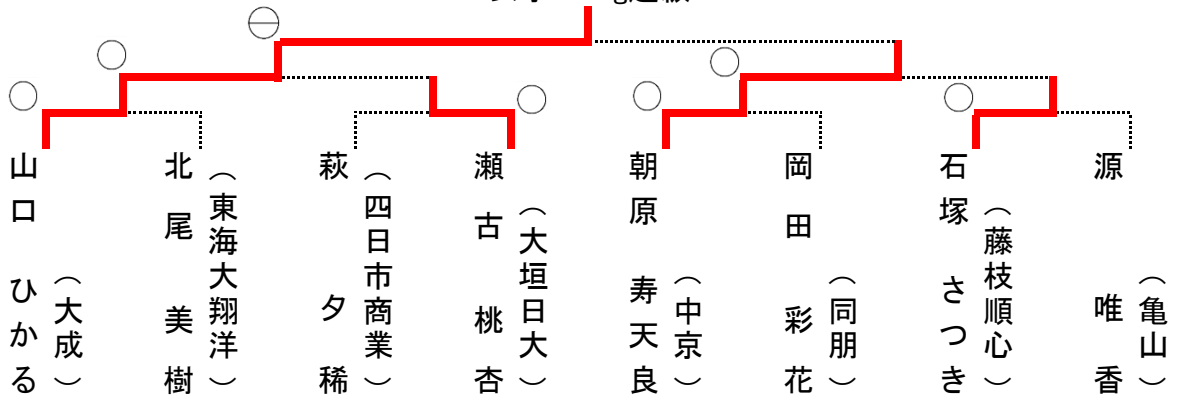 山口 ひかる
（大成）
北尾 美樹
（東海大翔洋）
萩 夕稀
（四日市商業）
瀬古 桃杏
（大垣日大）
朝原 寿天良
（中京）
岡田 彩花
（同朋）
石塚 さつき
（藤枝順心）
源 唯香
（亀山）